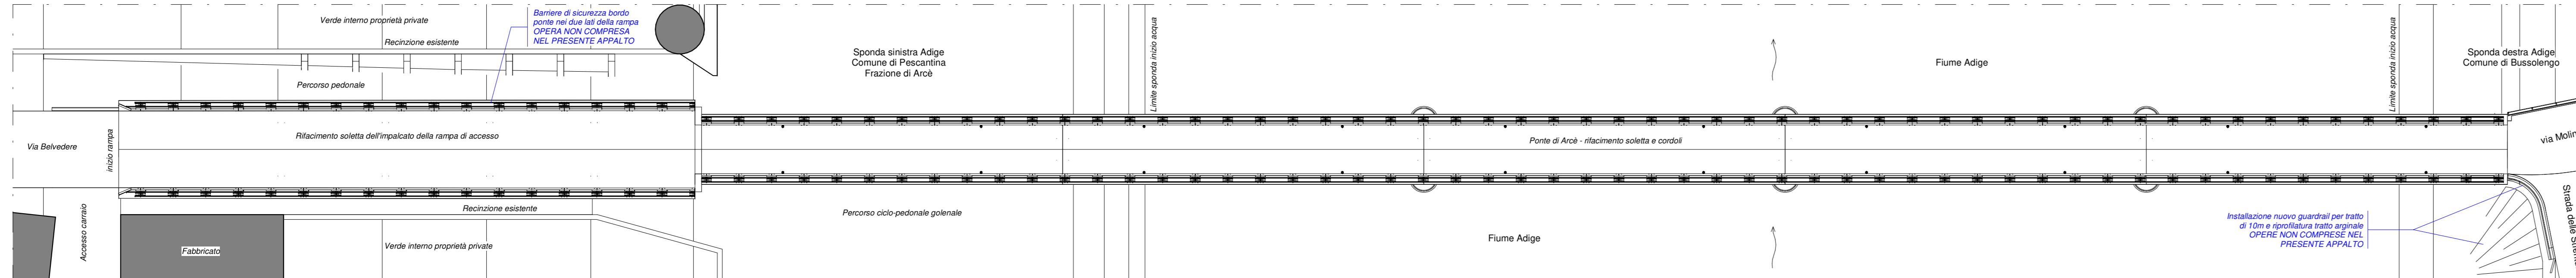 Verde interno proprietà privata
Barriere di sicurezza bordo
ponte nei due lati della rampa
OPERA NON COMPRESA
NEL PRESENTE APPALTO
Recinzione esistente
Percorso pedonale
Sponda sinistra Adige
Comune di Pescantina
Frazione di Arcè
Limite sponda inizio acqua
Fiume Adige
Limite sponda inizio acqua
Sponda destra Adige
Comune di Bussolengo
Via Belvedere
inizio rampa
Rifacimento soletta dell'impalcato della rampa di accesso
Ponte di Arcè - rifacimento soletta e cordoli
via Molin
Accesso carraio
Fabbricato
Recinzione esistente
Verde interno proprietà privata
Percorso ciclo-pedonale golenale
Fiume Adige
Installazione nuovo guardrail per tratto
di 10m e riprofilatura tratto arginale
OPERE NON COMPRESE NEL
PRESENTE APPALTO
Strada delle